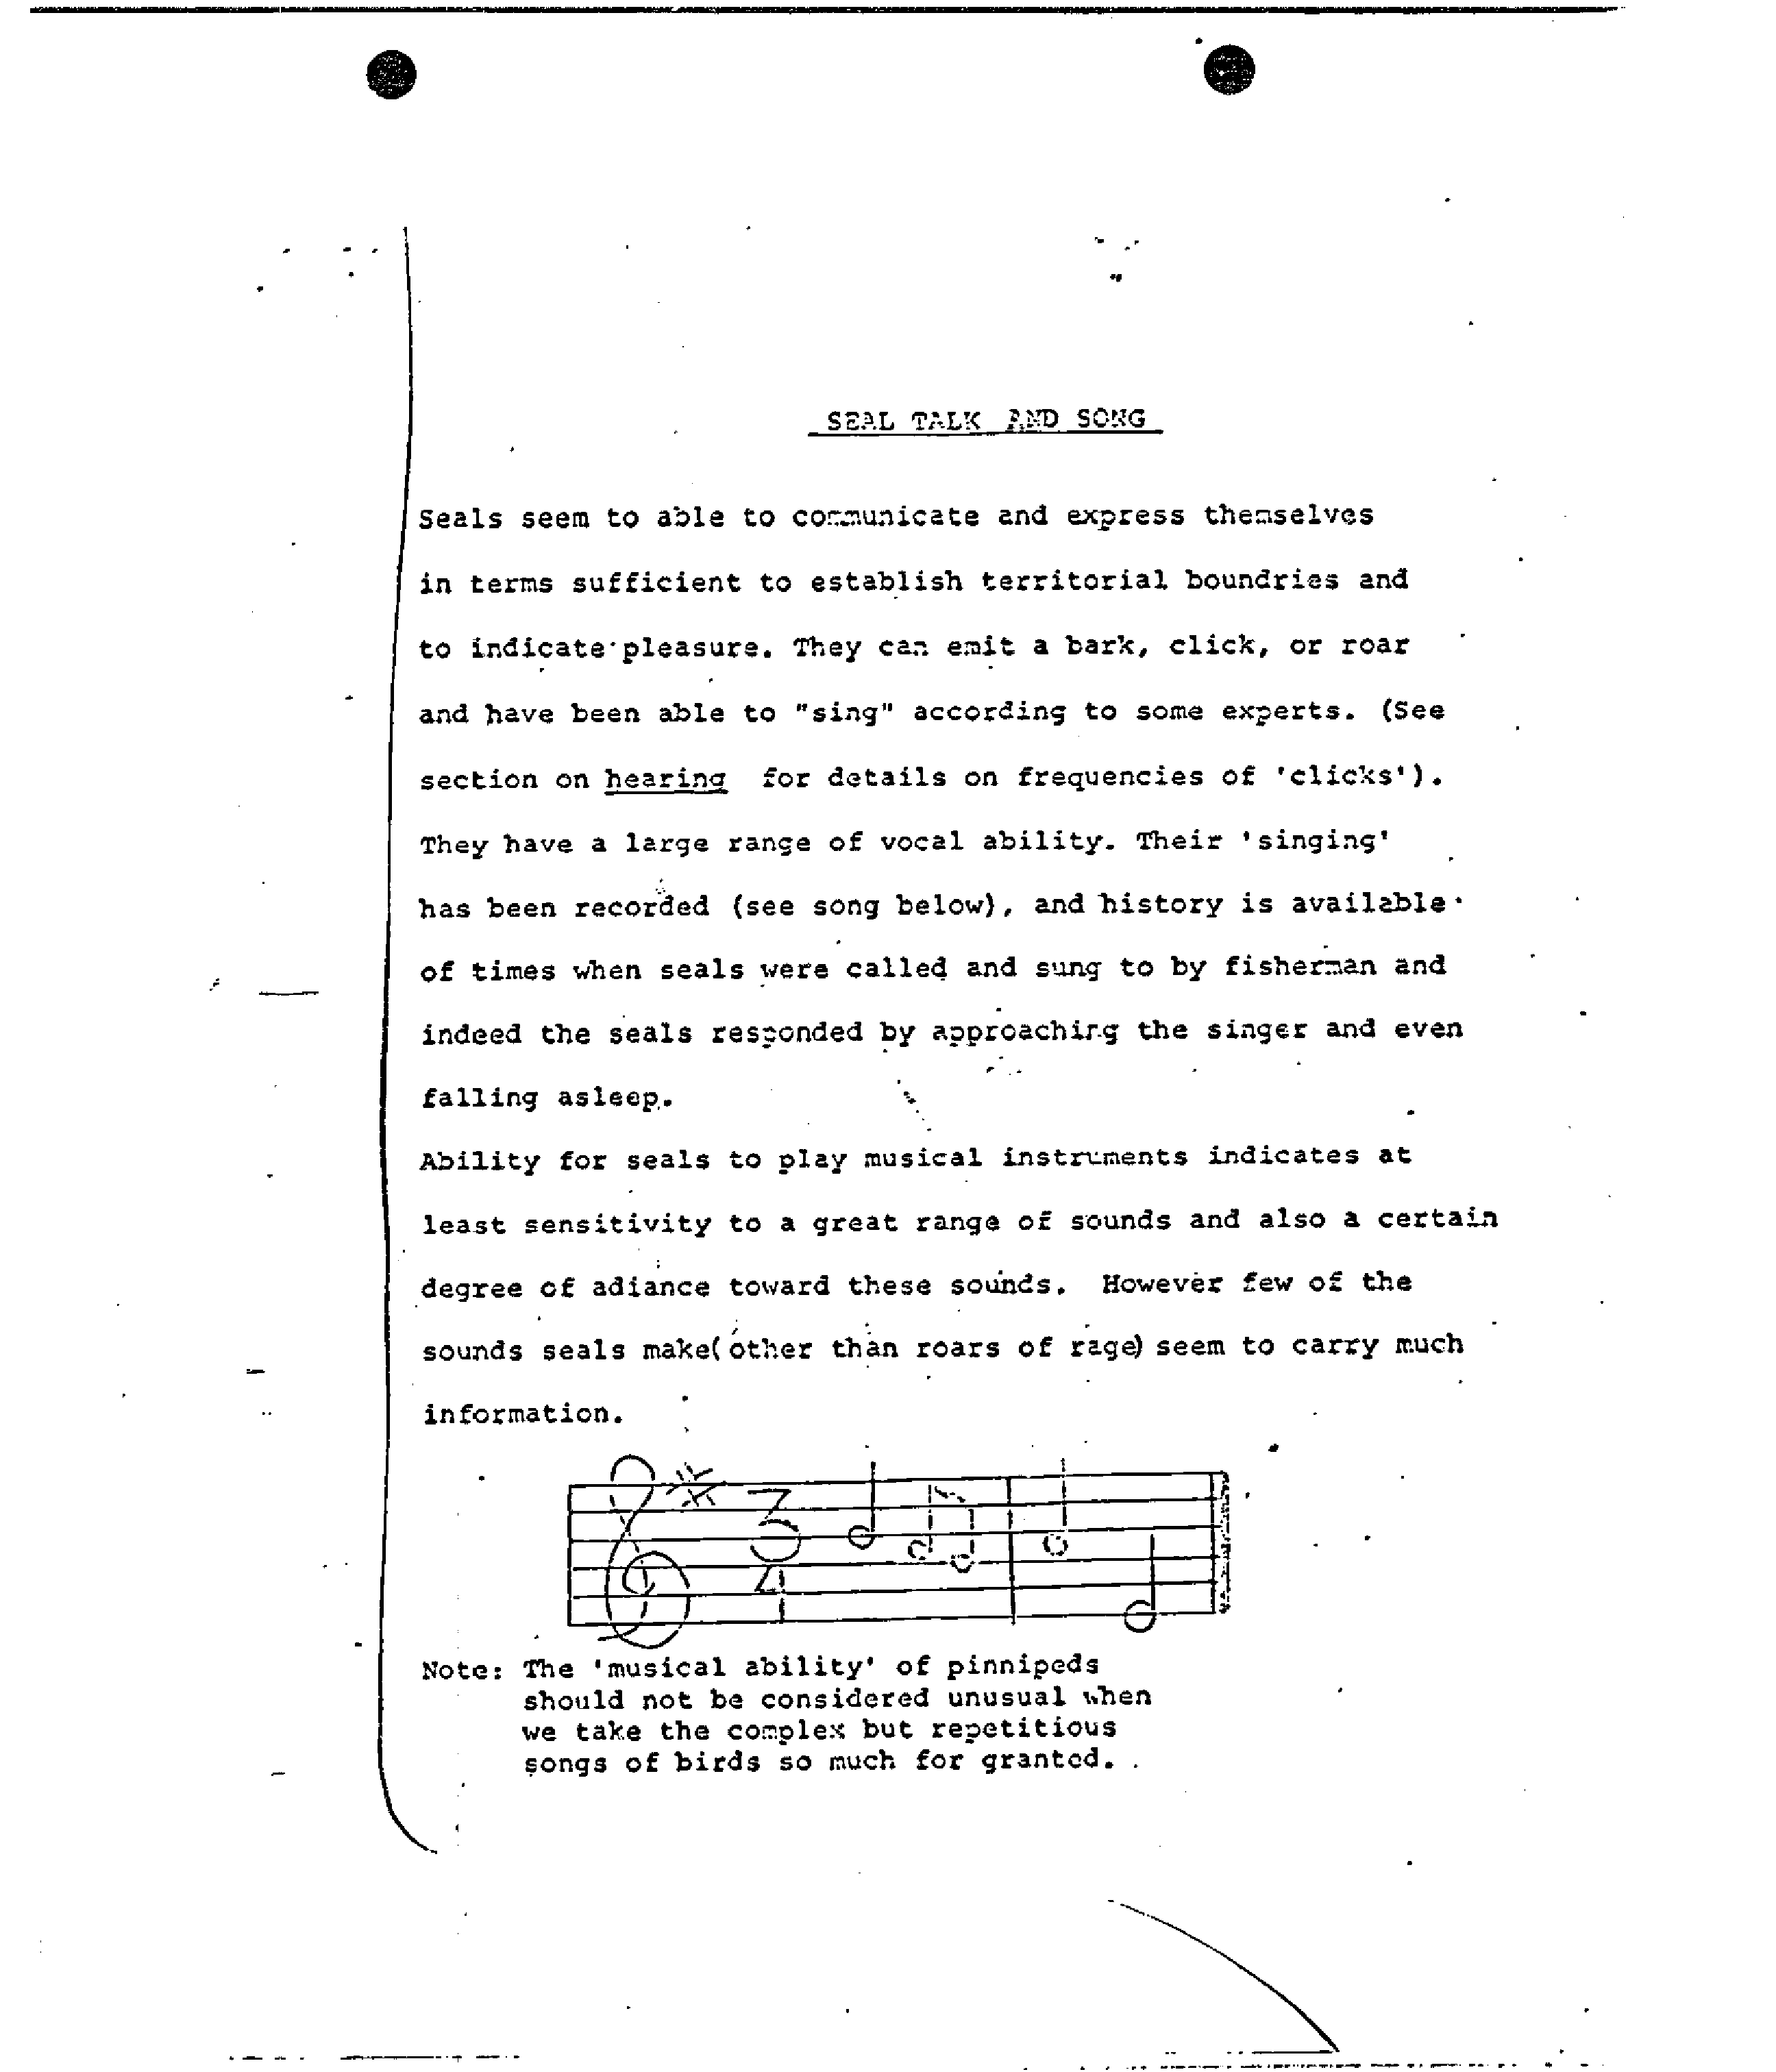 SEAL TALK AND SONG
Seals seem to able to communicate and express themselves
in terms sufficient to establish territorial boundries and
to indicate pleasure. They can emit a bark, click, or roar
and have been able to "sing" according to some experts. (See
section on hearing for details on frequencies of 'clicks').
They have a large range of vocal ability. Their 'singing'
has been recorded (see song below), and history is available
of times when seals were called and sung to by fisherman and
indeed the seals responded by approaching the singer and even
falling asleep.
Ability for seals to play musical instruments indicates at
least sensitivity to a great range of sounds and also a certain
degree of adiance toward these sounds. However few of the
sounds seals make(other than roars of rage) seem to carry much
information.
3
4
Note: The 'musical ability' of pinnipeds
should not be considered unusual when
we take the complex but repetitious
songs of birds so much for granted.